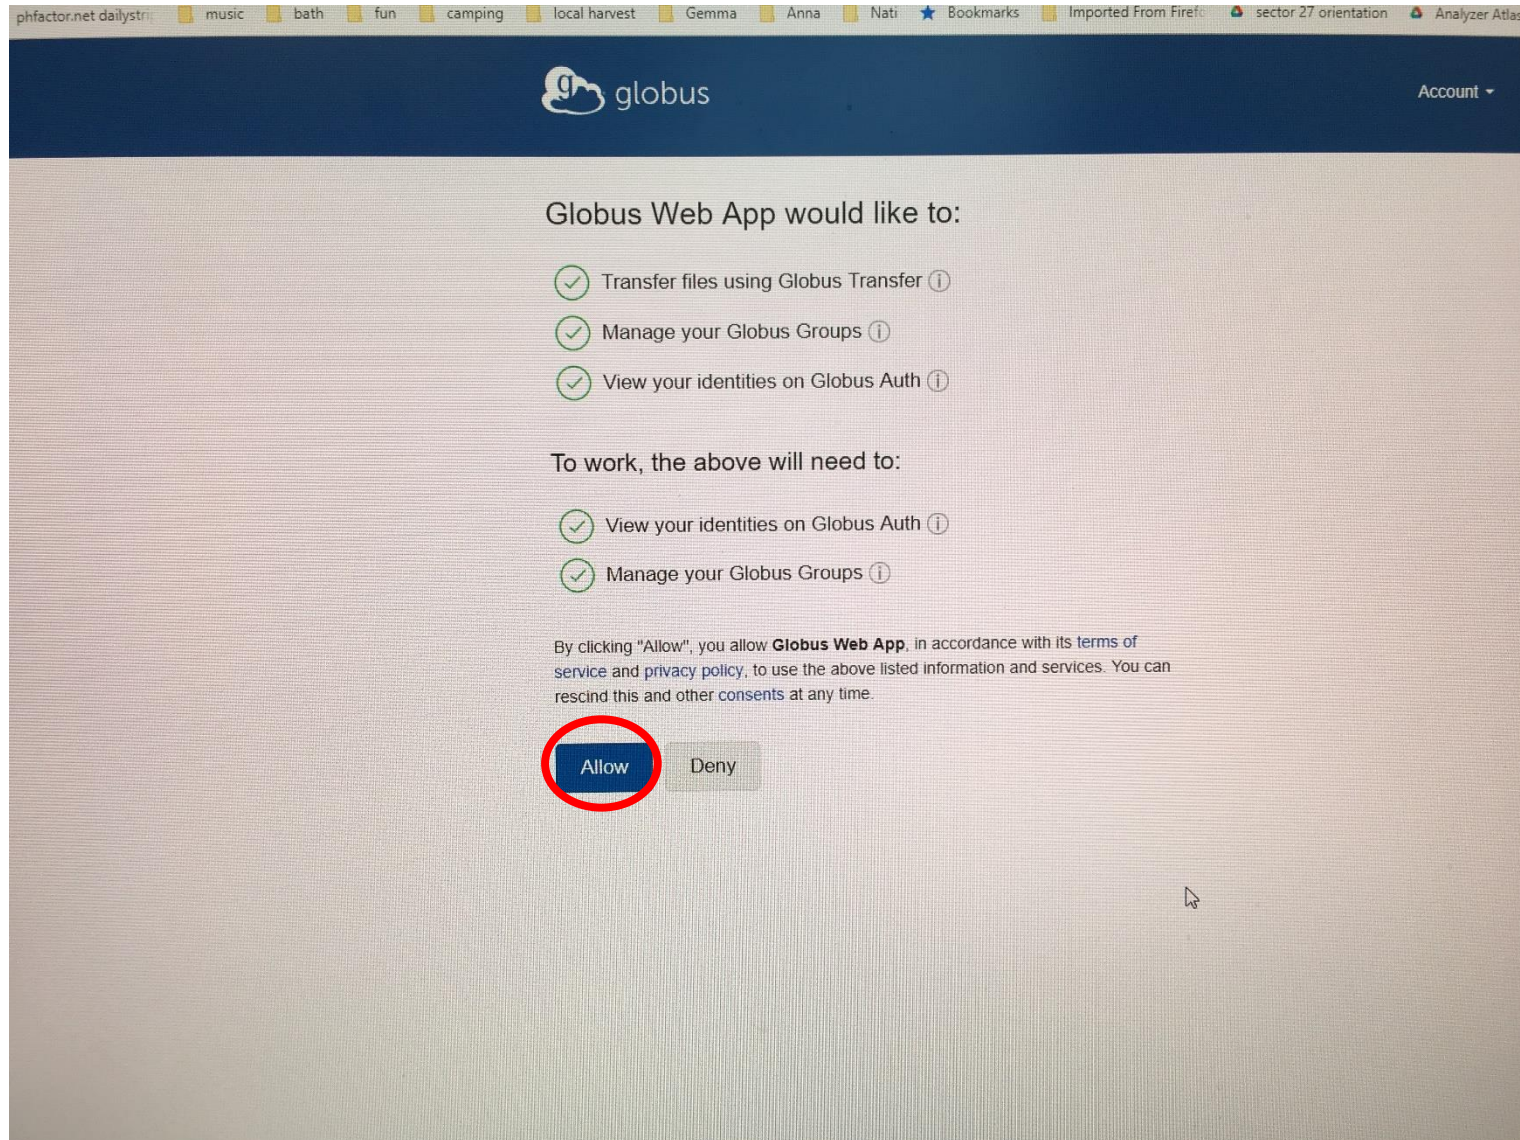 phfactor.net dailystri music bath fun camping local harvest Gemma Anna Nati Bookmarks Imported From Firefo sector 27 orientation Analyzer Atlas
globus
Account
Globus Web App would like to:
Transfer files using Globus Transfer
Manage your Globus Groups
View your identities on Globus Auth
To work, the above will need to:
View your identities on Globus Auth
Manage your Globus Groups
By clicking "Allow", you allow Globus Web App, in accordance with its terms of
service and privacy policy, to use the above listed information and services. You can
rescind this and other consents at any time.
Allow Deny